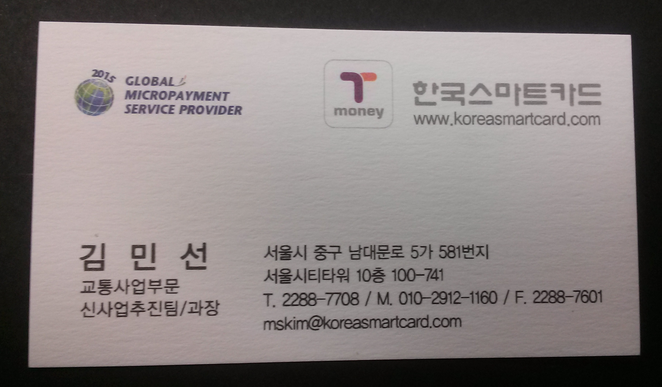 2015
GLOBAL
MICROPAYMENT
SERVICE PROVIDER
T
money
한국스마트카드
www.koreasmartcard.com
김 민 선
교통사업부문
신사업추진팀/과장
서울시 중구 남대문로 5가 581번지
서울시티타워 10층 100-741
T. 2288-7708 / M. 010-2912-1160 / F. 2288-7601
mskim@koreasmartcard.com